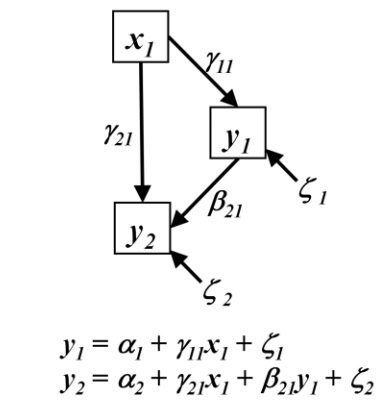 x₁
γ₁₁
γ₂₁
y₁
β₂₁
ζ₁
y₂
ζ₂
y₁ = α₁ + γ₁₁x₁ + ζ₁
y₂ = α₂ + γ₂₁x₁ + β₂₁y₁ + ζ₂